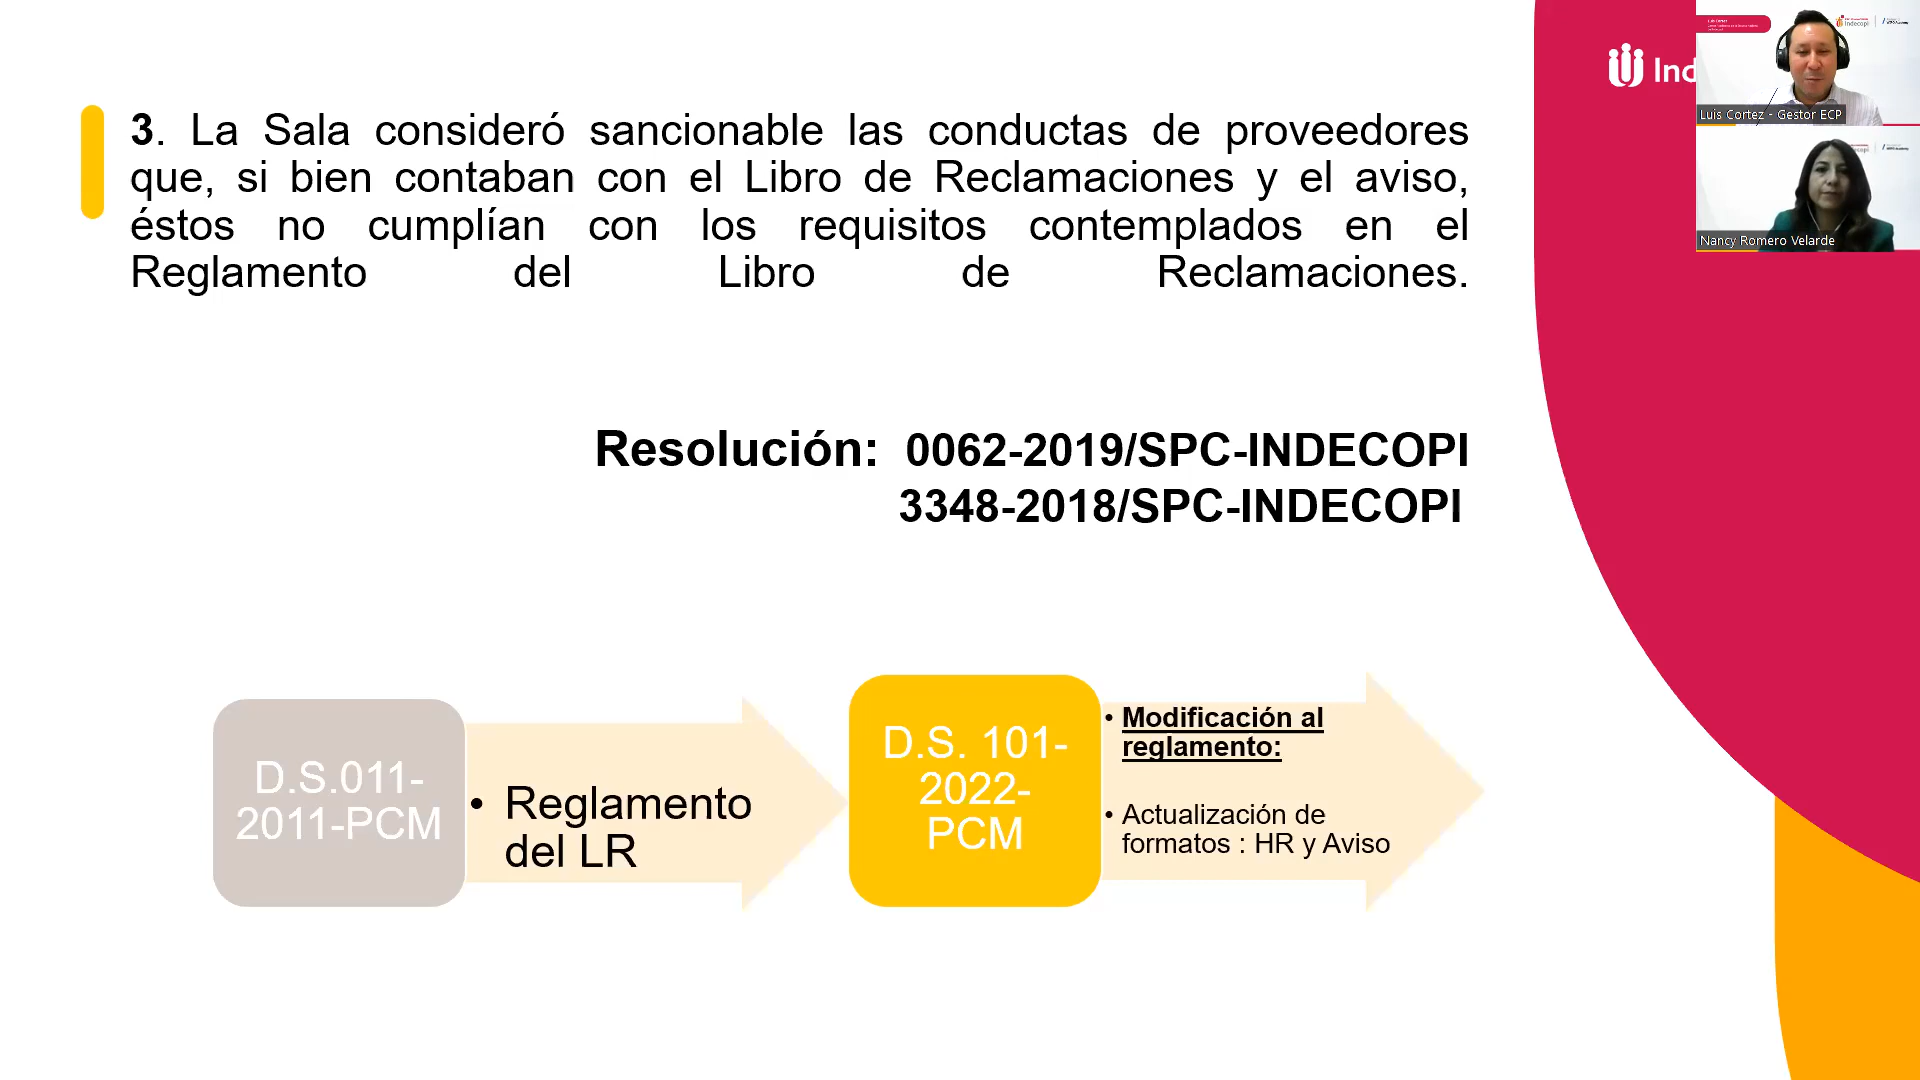 3. La Sala consideró sancionable las conductas de proveedores
que, si bien contaban con el Libro de Reclamaciones y el aviso,
éstos no cumplían con los requisitos contemplados en el
Reglamento del Libro de Reclamaciones.
Resolución: 0062-2019/SPC-INDECOPI
3348-2018/SPC-INDECOPI
D.S.011-
2011-PCM
• Reglamento
del LR
D.S. 101-
2022-
PCM
• Modificación al
reglamento:
• Actualización de
formatos : HR y Aviso
Ind
Luis Cortez - Gestor ECP
Nancy Romero Velarde